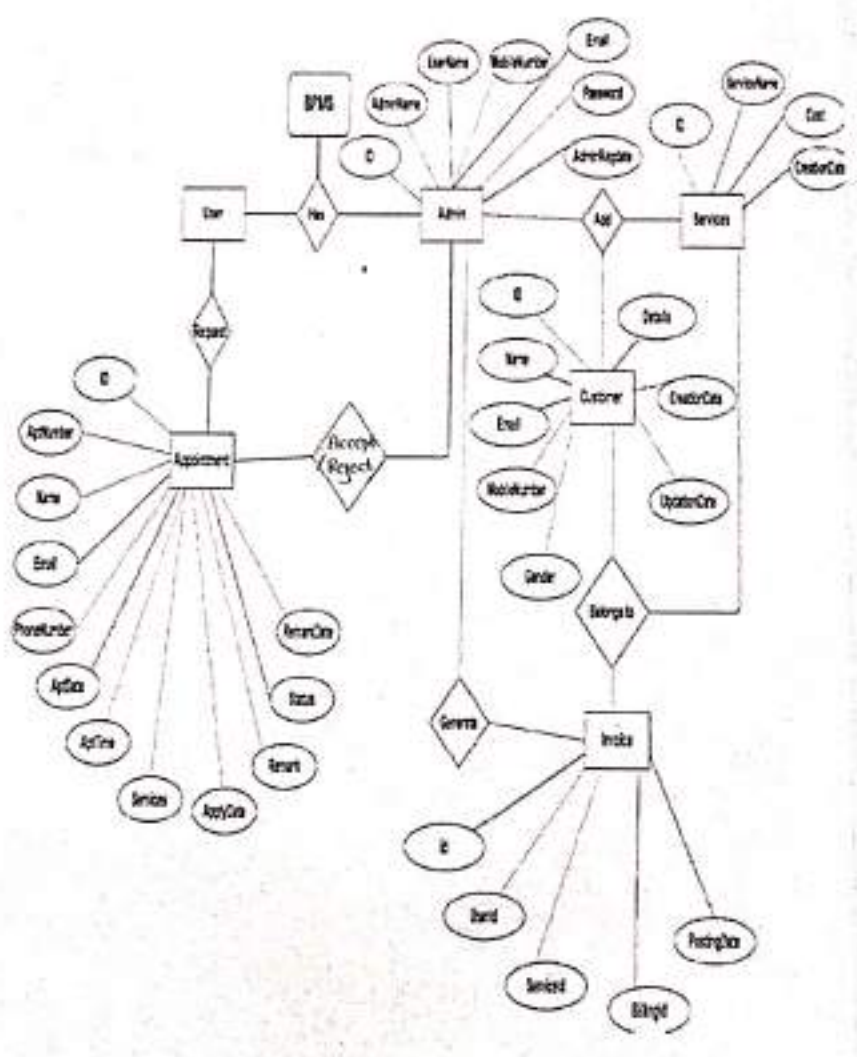 BPMS
UserName
MobileNumber
Email
AdminName
Password
ID
AdminRegdate
ServiceName
ID
Cost
CreationDate
User
Has
Admin
Add
Services
Request
ID
Details
Name
Customer
CreationDate
Email
MobileNumber
UpdationDate
Gender
ID
AptNumber
Appointment
Accept
/Reject
Name
Email
PhoneNumber
AptDate
AptTime
Services
ApplyDate
Remark
Status
RemarkDate
Belongs to
Generate
Invoice
id
UserId
ServiceId
BillingId
PostingDate